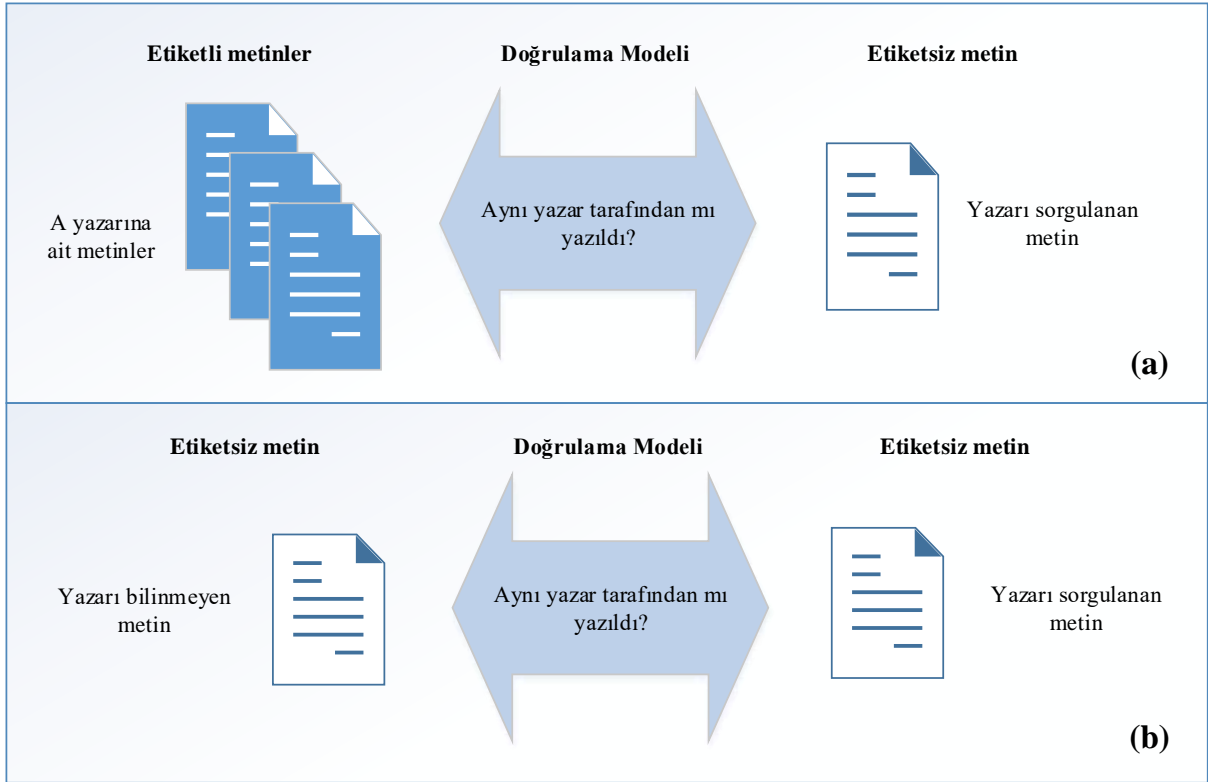 Etiketli metinler
Doğrulama Modeli
Etiketsiz metin
A yazarına
ait metinler
Aynı yazar tarafından mı
yazıldı?
Yazarı sorgulanan
metin
(a)
Etiketsiz metin
Doğrulama Modeli
Etiketsiz metin
Yazarı bilinmeyen
metin
Aynı yazar tarafından mı
yazıldı?
Yazarı sorgulanan
metin
(b)